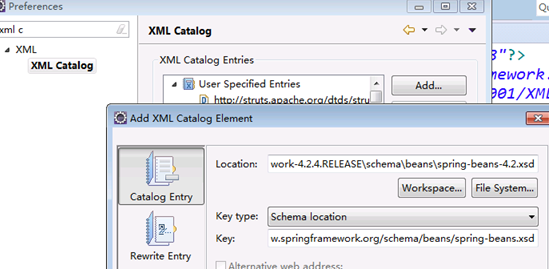 Preferences
xml c
XML
XML Catalog
XML Catalog
XML Catalog Entries
User Specified Entries
Add...
http://struts.apache.org/dtds/stru
"?>
ework.
001/XML
Add XML Catalog Element
Catalog Entry
Rewrite Entry
Location:
work-4.2.4.RELEASE\schema\beans\spring-beans-4.2.xsd
Workspace...
File System...
Key type:
Schema location
Key:
w.springframework.org/schema/beans/spring-beans.xsd
Alternative web address: